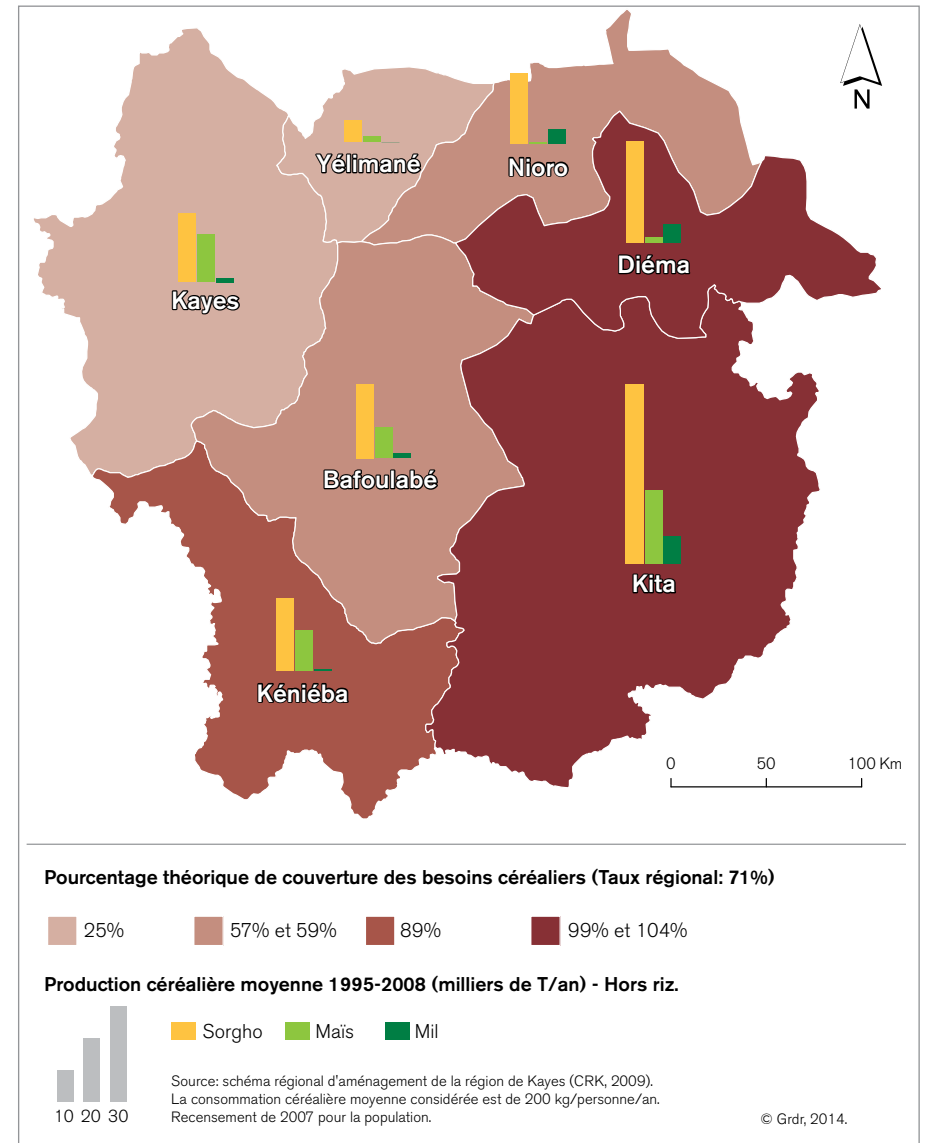 N
Yélimané
Nioro
Diéma
Kayes
Bafoulabé
Kita
Kéniéba
0 50 100 Km
Pourcentage théorique de couverture des besoins céréaliers (Taux régional: 71%)
25% 57% et 59% 89% 99% et 104%
Production céréalière moyenne 1995-2008 (milliers de T/an) - Hors riz.
Sorgho Maïs Mil
10 20 30
Source: schéma régional d'aménagement de la région de Kayes (CRK, 2009).
La consommation céréalière moyenne considérée est de 200 kg/personne/an.
Recensement de 2007 pour la population.
© Grdr, 2014.